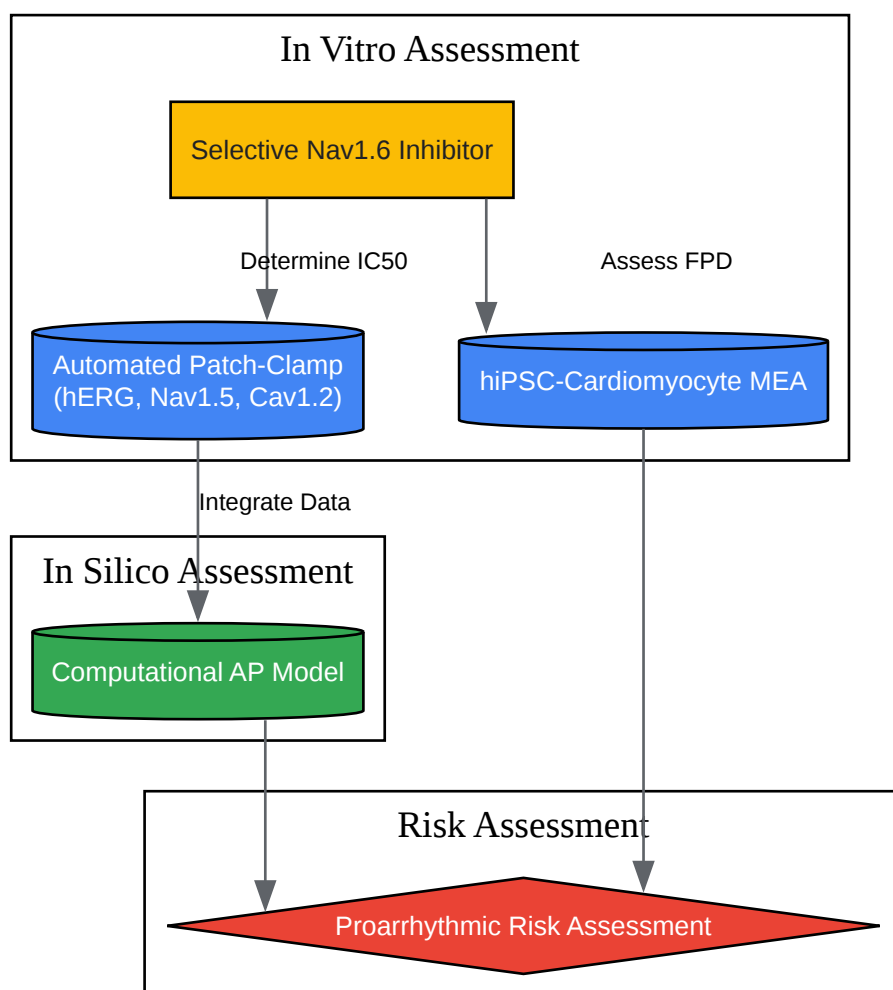 In Vitro Assessment
Selective Nav1.6 Inhibitor
Determine IC50
Assess FPD
Automated Patch-Clamp
(hERG, Nav1.5, Cav1.2)
hiPSC-Cardiomyocyte MEA
Integrate Data
In Silico Assessment
Computational AP Model
Risk Assessment
Proarrhythmic Risk Assessment